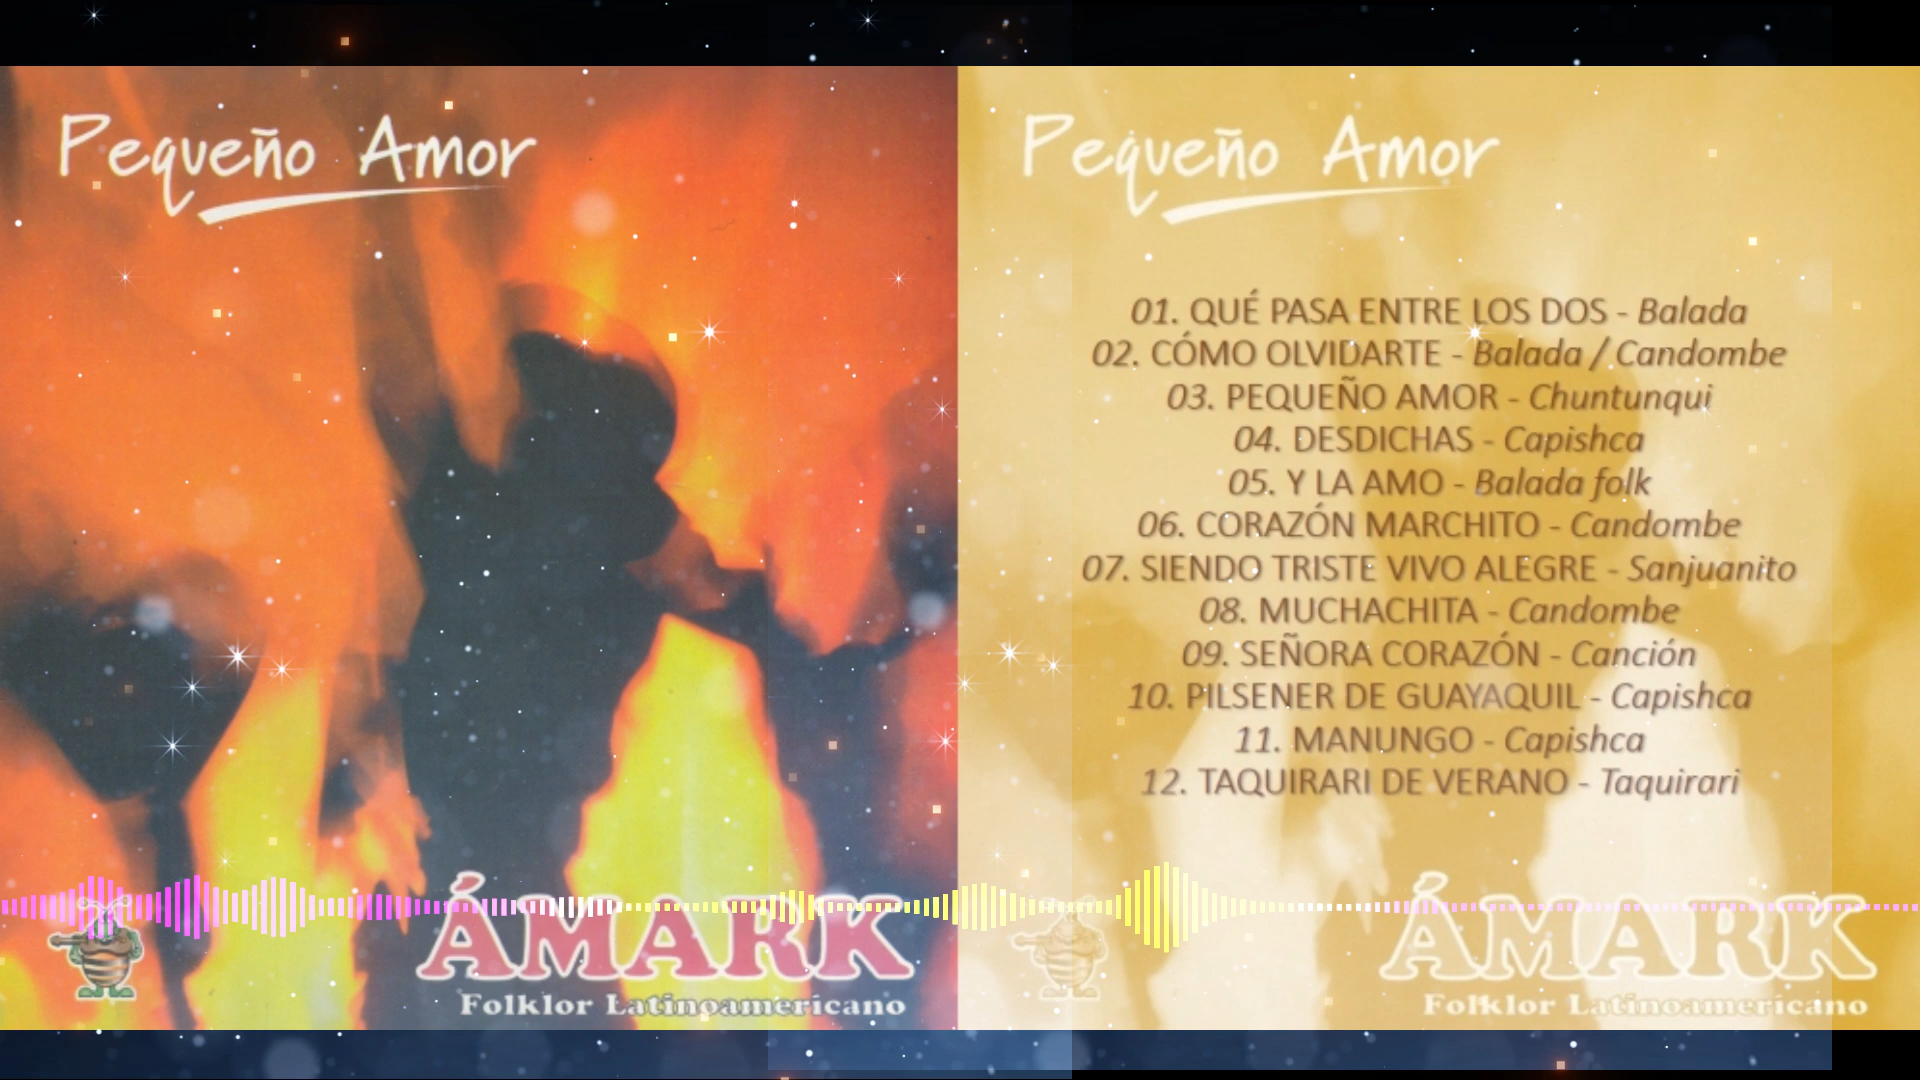 Pequeño Amor
ÁMARK
Folklor Latinoamericano
Pequeño Amor
01. QUÉ PASA ENTRE LOS DOS - Balada
02. CÓMO OLVIDARTE - Balada / Candombe
03. PEQUEÑO AMOR - Chuntunqui
04. DESDICHAS - Capishca
05. Y LA AMO - Balada folk
06. CORAZÓN MARCHITO - Candombe
07. SIENDO TRISTE VIVO ALEGRE - Sanjuanito
08. MUCHACHITA - Candombe
09. SEÑORA CORAZÓN - Canción
10. PILSENER DE GUAYAQUIL - Capishca
11. MANUNGO - Capishca
12. TAQUIRARI DE VERANO - Taquirari
ÁMARK
Folklor Latinoamericano